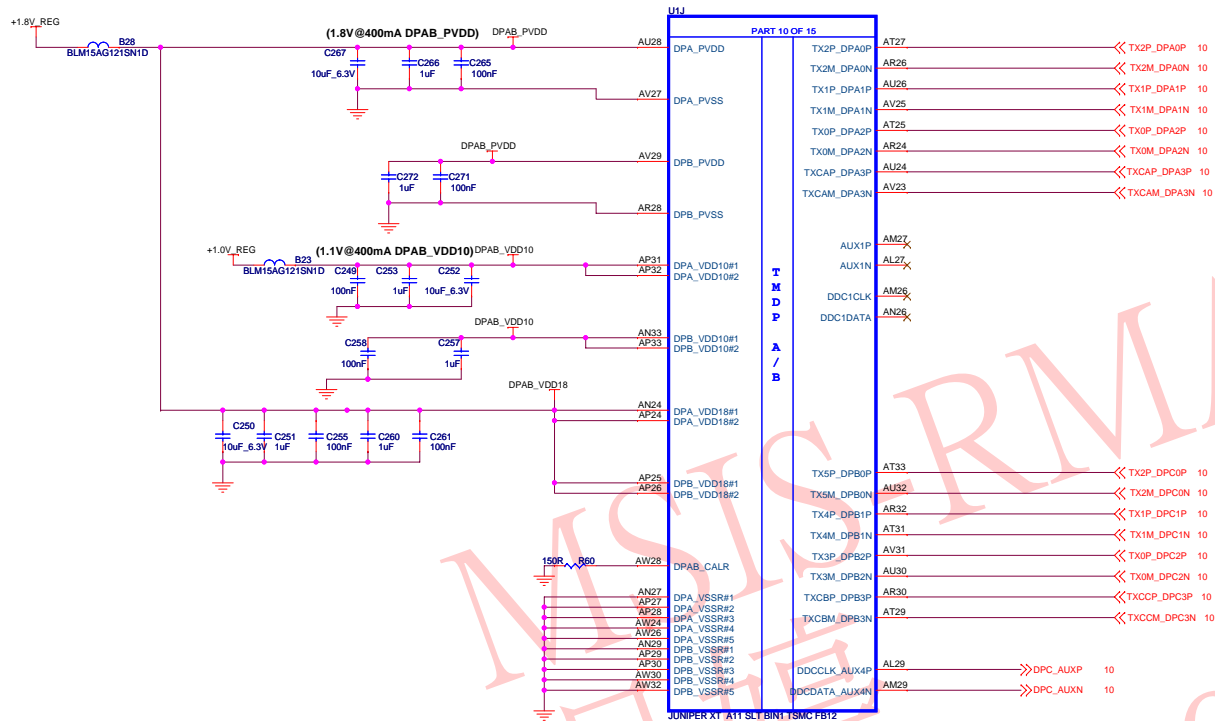 U1J
+1.8V_REG
B28
BLM15AG121SN1D
(1.8V@400mA DPAB_PVDD)
DPAB_PVDD
C267
10uF_6.3V
C266
1uF
C265
100nF
AU28
DPA_PVDD
AV27
DPA_PVSS
DPAB_PVDD
C272
1uF
C271
100nF
AV29
DPB_PVDD
AR28
DPB_PVSS
+1.0V_REG
B23
BLM15AG121SN1D
(1.1V@400mA DPAB_VDD10)
DPAB_VDD10
C249
100nF
C253
1uF
C252
10uF_6.3V
AP31
DPA_VDD10#1
AP32
DPA_VDD10#2
DPAB_VDD10
C258
100nF
C257
1uF
AN33
DPB_VDD10#1
AP33
DPB_VDD10#2
DPAB_VDD18
C250
10uF_6.3V
C251
1uF
C255
100nF
C260
1uF
C261
100nF
AN24
DPA_VDD18#1
AP24
DPA_VDD18#2
AP25
DPB_VDD18#1
AP26
DPB_VDD18#2
150R R60
AW28
DPAB_CALR
AN27
DPA_VSSR#1
AP27
DPA_VSSR#2
AP28
DPA_VSSR#3
AW24
DPA_VSSR#4
AW26
DPA_VSSR#5
AN29
DPB_VSSR#1
AP29
DPB_VSSR#2
AP30
DPB_VSSR#3
AW30
DPB_VSSR#4
AW32
DPB_VSSR#5
PART 10 OF 15
TMDP A/B
TX2P_DPA0P AT27 TX2P_DPA0P 10
TX2M_DPA0N AR26 TX2M_DPA0N 10
TX1P_DPA1P AU26 TX1P_DPA1P 10
TX1M_DPA1N AV25 TX1M_DPA1N 10
TX0P_DPA2P AT25 TX0P_DPA2P 10
TX0M_DPA2N AR24 TX0M_DPA2N 10
TXCAP_DPA3P AU24 TXCAP_DPA3P 10
TXCAM_DPA3N AV23 TXCAM_DPA3N 10
AUX1P AM27
AUX1N AL27
DDC1CLK AM26
DDC1DATA AN26
TX5P_DPB0P AT33 TX2P_DPC0P 10
TX5M_DPB0N AU32 TX2M_DPC0N 10
TX4P_DPB1P AR32 TX1P_DPC1P 10
TX4M_DPB1N AT31 TX1M_DPC1N 10
TX3P_DPB2P AV31 TX0P_DPC2P 10
TX3M_DPB2N AU30 TX0M_DPC2N 10
TXCBP_DPB3P AR30 TXCCP_DPC3P 10
TXCBM_DPB3N AT29 TXCCM_DPC3N 10
DDCCLK_AUX4P AL29 DPC_AUXP 10
DDCDATA_AUX4N AM29 DPC_AUXN 10
JUNIPER XT A11 SLT BIN1 TSMC FB12